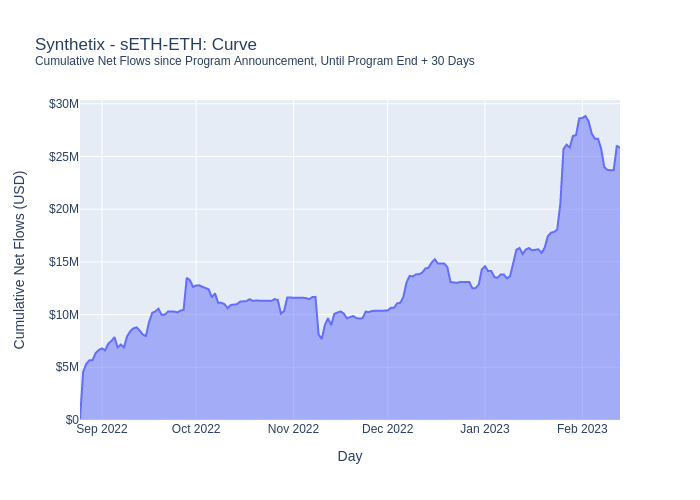 Synthetix - sETH-ETH: Curve
Cumulative Net Flows since Program Announcement, Until Program End + 30 Days
Cumulative Net Flows (USD)
$30M
$25M
$20M
$15M
$10M
$5M
$0
Sep 2022 Oct 2022 Nov 2022 Dec 2022 Jan 2023 Feb 2023
Day